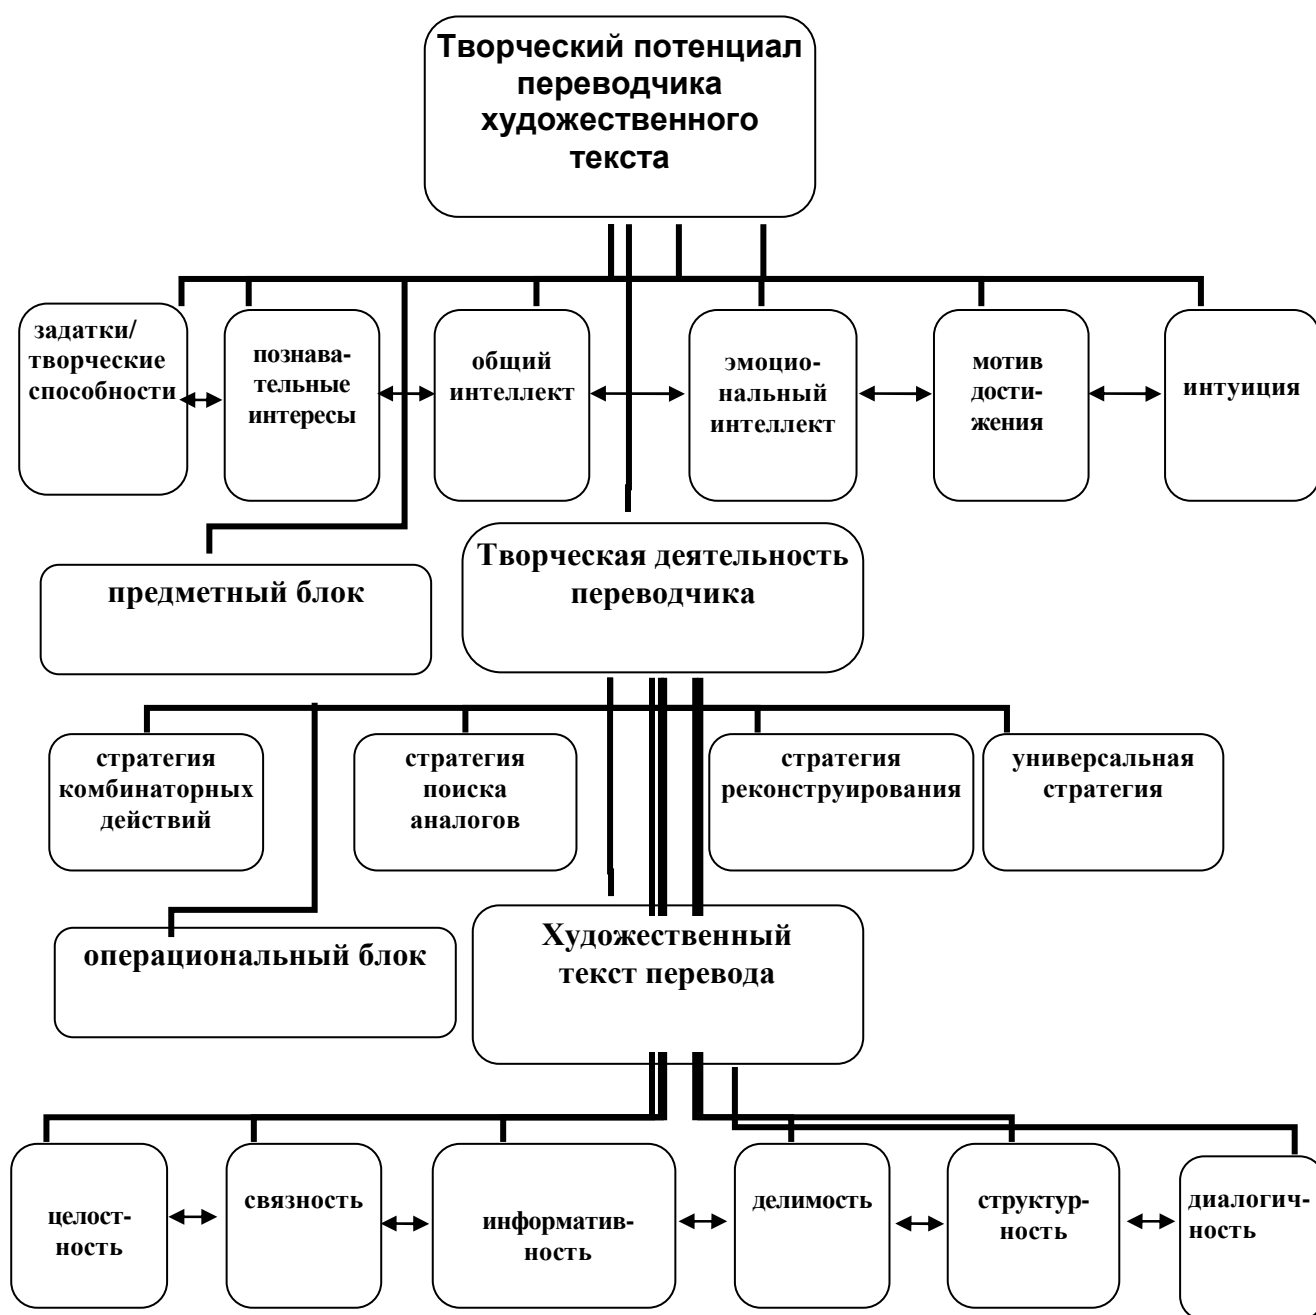 Творческий потенциал
переводчика
художественного
текста
задатки/
творческие
способности
познава-
тельные
интересы
общий
интеллект
эмоцио-
нальный
интеллект
мотив
дости-
жения
интуиция
предметный блок
Творческая деятельность
переводчика
стратегия
комбинаторных
действий
стратегия
поиска
аналогов
стратегия
реконструирования
универсальная
стратегия
операциональный блок
Художественный
текст перевода
целост-
ность
связность
информатив-
ность
делимость
структур-
ность
диалогич-
ность